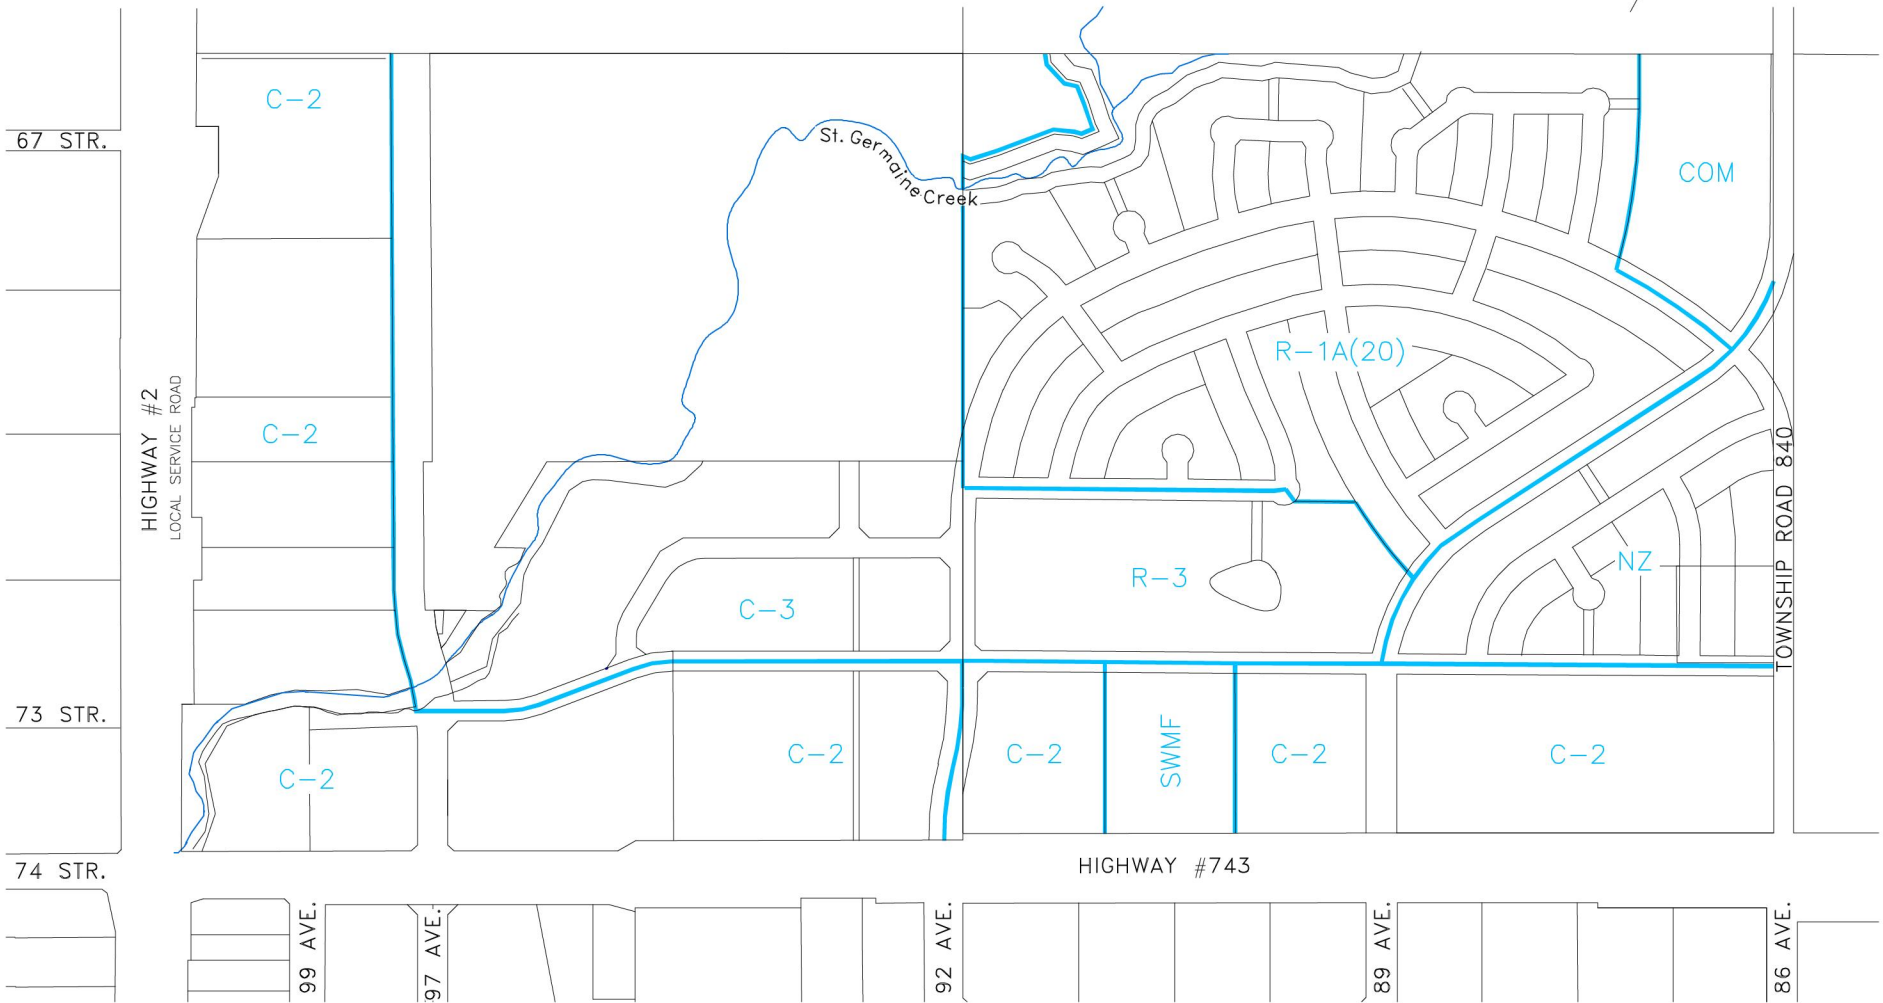 C-2
67 STR.
St. Germaine Creek
COM
R-1A(20)
HIGHWAY #2
LOCAL SERVICE ROAD
C-2
TOWNSHIP ROAD 840
NZ
R-3
C-3
73 STR.
C-2
C-2
C-2
SWMF
C-2
C-2
74 STR.
HIGHWAY #743
99 AVE.
97 AVE.
92 AVE.
89 AVE.
86 AVE.